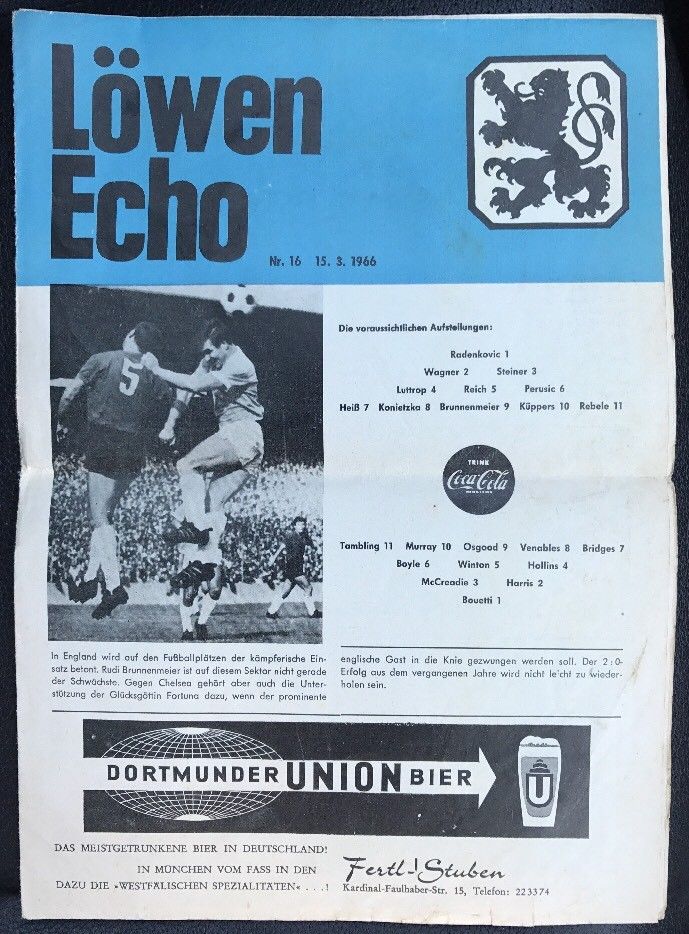 Löwen
Echo
Nr. 16 15. 3. 1966
5
Die voraussichtlichen Aufstellungen:
Radenkovic 1
Wagner 2 Steiner 3
Luttrop 4 Reich 5 Perusic 6
Heiß 7 Konietzka 8 Brunnenmeier 9 Küppers 10 Rebele 11
TRINK
Coca-Cola
Tambling 11 Murray 10 Osgood 9 Venables 8 Bridges 7
Boyle 6 Winton 5 Hollins 4
McCreadie 3 Harris 2
Bouetti 1
In England wird auf den Fußballplätzen der kämpferische Ein-
satz betont. Rudi Brunnenmeier ist auf diesem Sektor nicht gerade
der Schwächste. Gegen Chelsea gehört aber auch die Unter-
stützung der Glücksgöttin Fortuna dazu, wenn der prominente
englische Gast in die Knie gezwungen werden soll. Der 2:0-
Erfolg aus dem vergangenen Jahre wird nicht leicht zu wieder-
holen sein.
DORTMUNDER UNION BIER
U
DAS MEISTGETRUNKENE BIER IN DEUTSCHLAND!
IN MÜNCHEN VOM FASS IN DEN
DAZU DIE »WESTFÄLISCHEN SPEZIALITÄTEN« . . .!
Fertl-Stuben
Kardinal-Faulhaber-Str. 15, Telefon: 223374